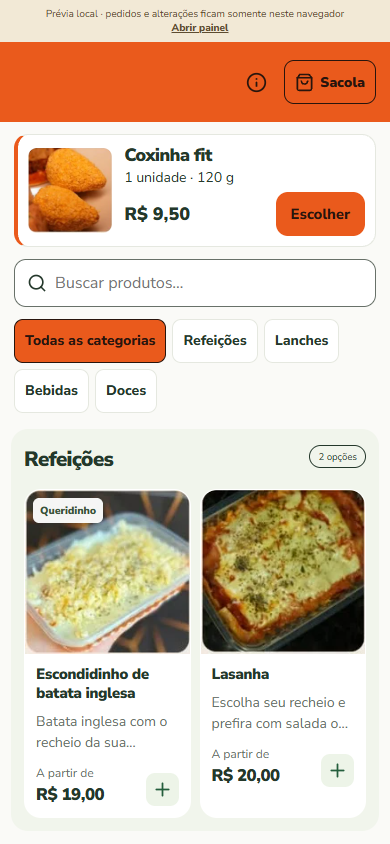 Prévia local · pedidos e alterações ficam somente neste navegador
Abrir painel
Sacola
Coxinha fit
1 unidade · 120 g
R$ 9,50
Escolher
Buscar produtos...
Todas as categorias
Refeições
Lanches
Bebidas
Doces
Refeições
2 opções
Queridinho
Escondidinho de
batata inglesa
Batata inglesa com o
recheio da sua...
A partir de
R$ 19,00
Lasanha
Escolha seu recheio e
prefira com salada o...
A partir de
R$ 20,00